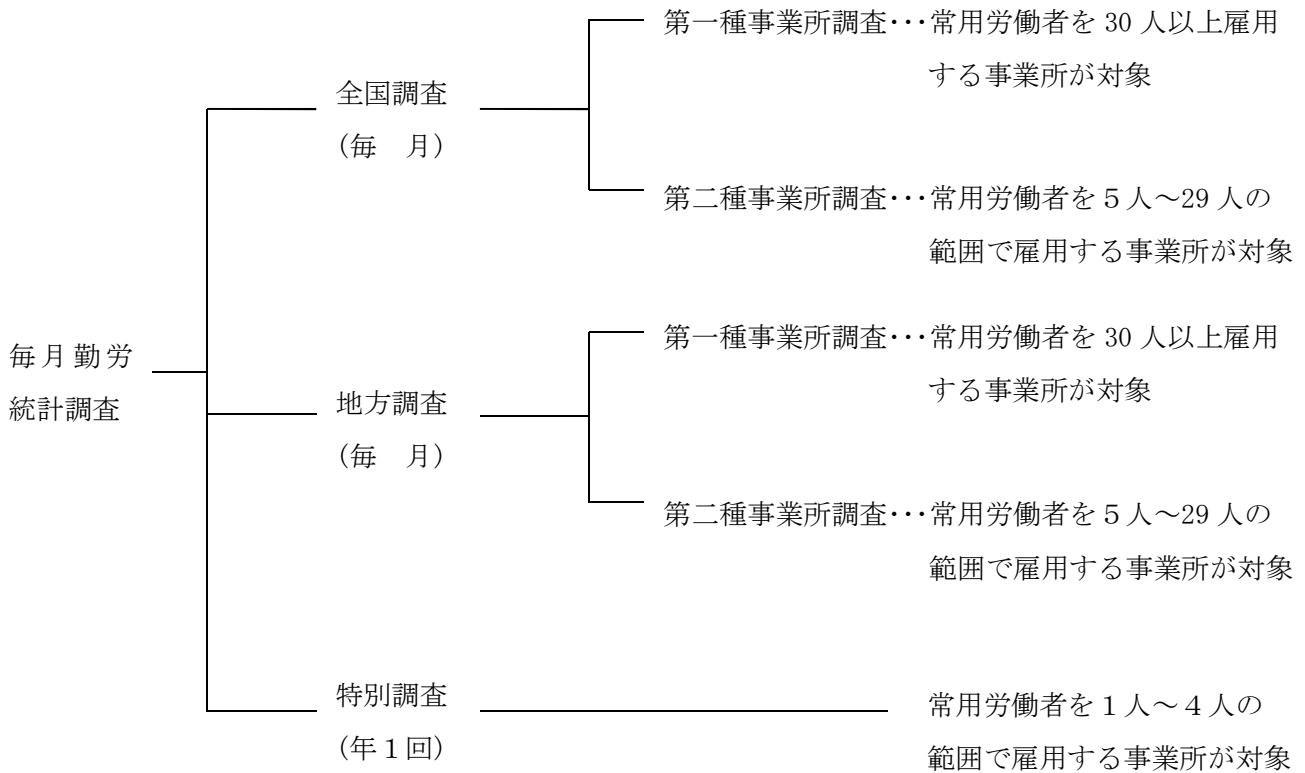 毎月勤労
統計調査
全国調査
(毎　月)
第一種事業所調査･･･常用労働者を 30 人以上雇用
する事業所が対象
第二種事業所調査･･･常用労働者を５人～29 人の
範囲で雇用する事業所が対象
地方調査
(毎　月)
第一種事業所調査･･･常用労働者を 30 人以上雇用
する事業所が対象
第二種事業所調査･･･常用労働者を５人～29 人の
範囲で雇用する事業所が対象
特別調査
(年１回)
常用労働者を１人～４人の
範囲で雇用する事業所が対象